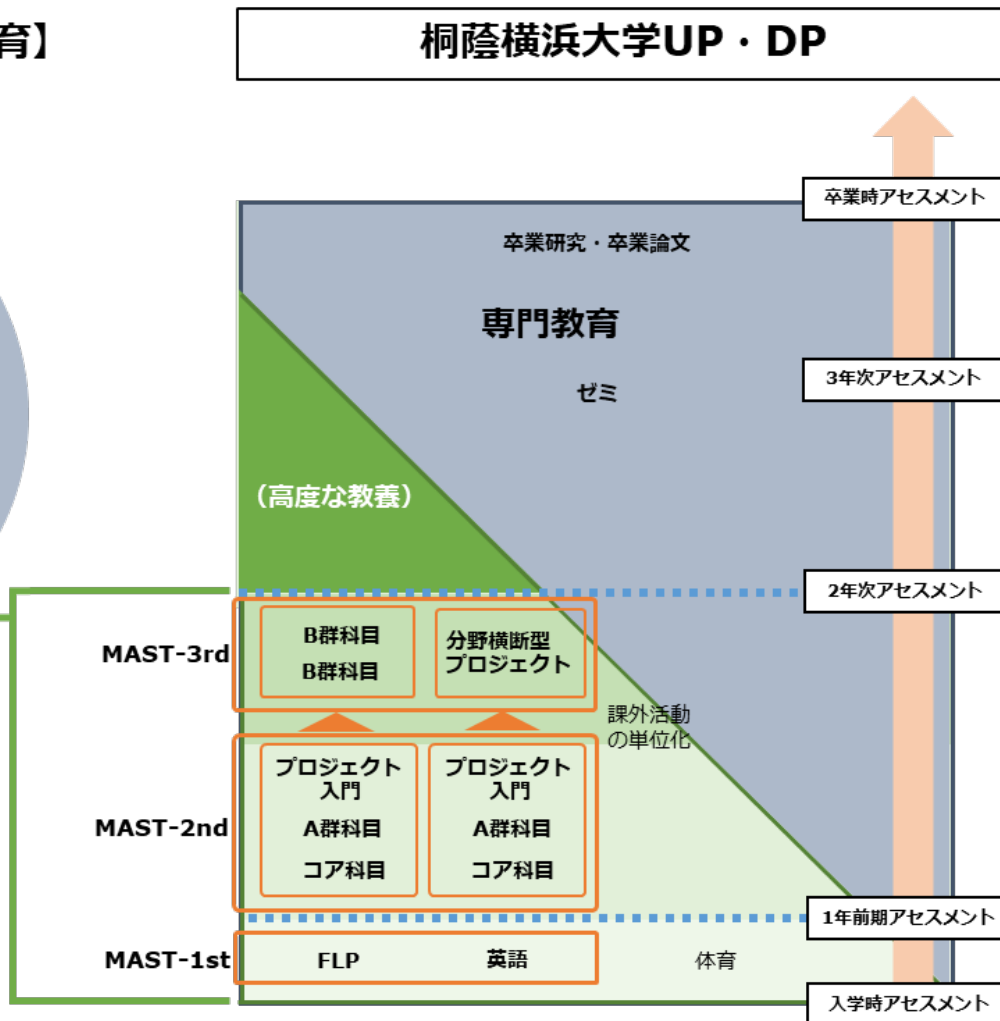 育】
桐蔭横浜大学UP・DP
卒業時アセスメント
卒業研究・卒業論文
専門教育
3年次アセスメント
ゼミ
（高度な教養）
2年次アセスメント
MAST-3rd
B群科目
B群科目
分野横断型
プロジェクト
課外活動
の単位化
MAST-2nd
プロジェクト
入門
A群科目
コア科目
プロジェクト
入門
A群科目
コア科目
1年前期アセスメント
MAST-1st
FLP
英語
体育
入学時アセスメント